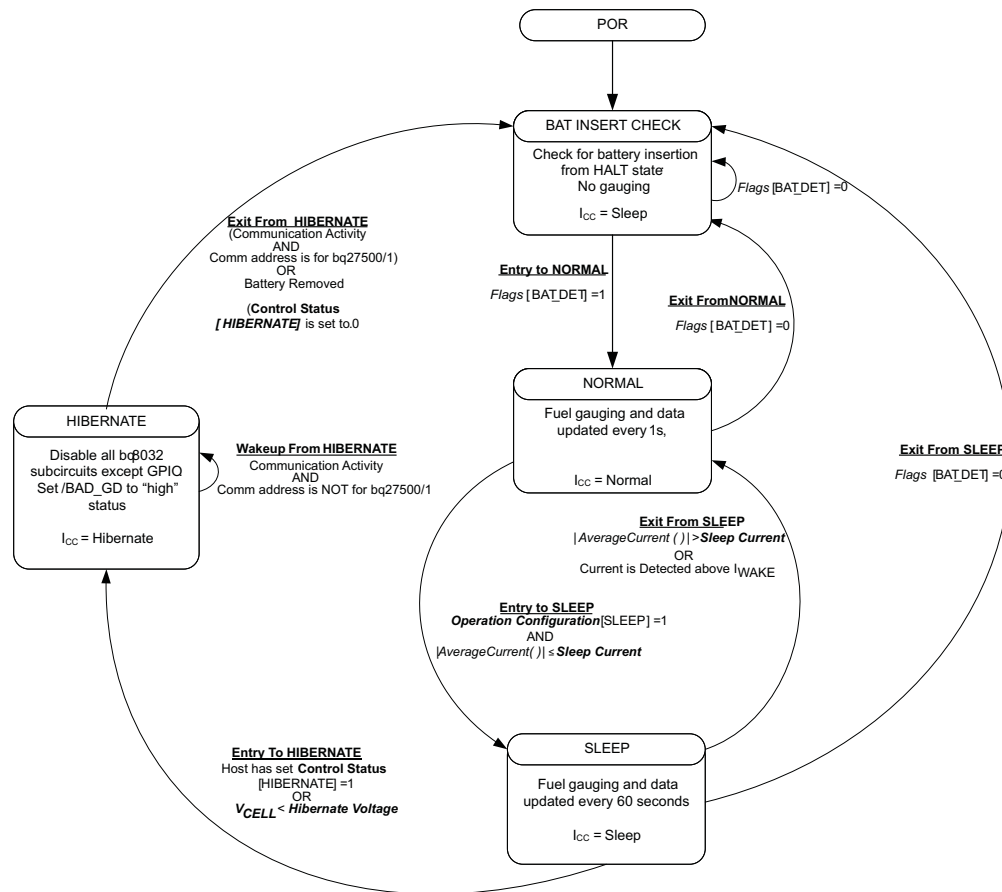 POR
BAT INSERT CHECK
Check for battery insertion
from HALT state.
No gauging
I_CC = Sleep
Flags [BAT_DET] =0
Exit From HIBERNATE
(Communication Activity
AND
Comm address is for bq27500/1)
OR
Battery Removed
(Control Status
[HIBERNATE] is set to.0
Entry to NORMAL
Flags [BAT_DET] =1
Exit From NORMAL
Flags [BAT_DET] =0
NORMAL
Fuel gauging and data
updated every 1s,
I_CC = Normal
HIBERNATE
Disable all bq8032
subcircuits except GPIO
Set /BAD_GD to “high”
status
I_CC = Hibernate
Wakeup From HIBERNATE
Communication Activity
AND
Comm address is NOT for bq27500/1
Exit From SLEEP
Flags [BAT_DET] =0
Exit From SLEEP
| AverageCurrent ( ) | > Sleep Current
OR
Current is Detected above I_WAKE
Entry to SLEEP
Operation Configuration[SLEEP] =1
AND
|AverageCurrent( )| ≤ Sleep Current
Entry To HIBERNATE
Host has set Control Status
[HIBERNATE] =1
OR
V_CELL < Hibernate Voltage
SLEEP
Fuel gauging and data
updated every 60 seconds
I_CC = Sleep